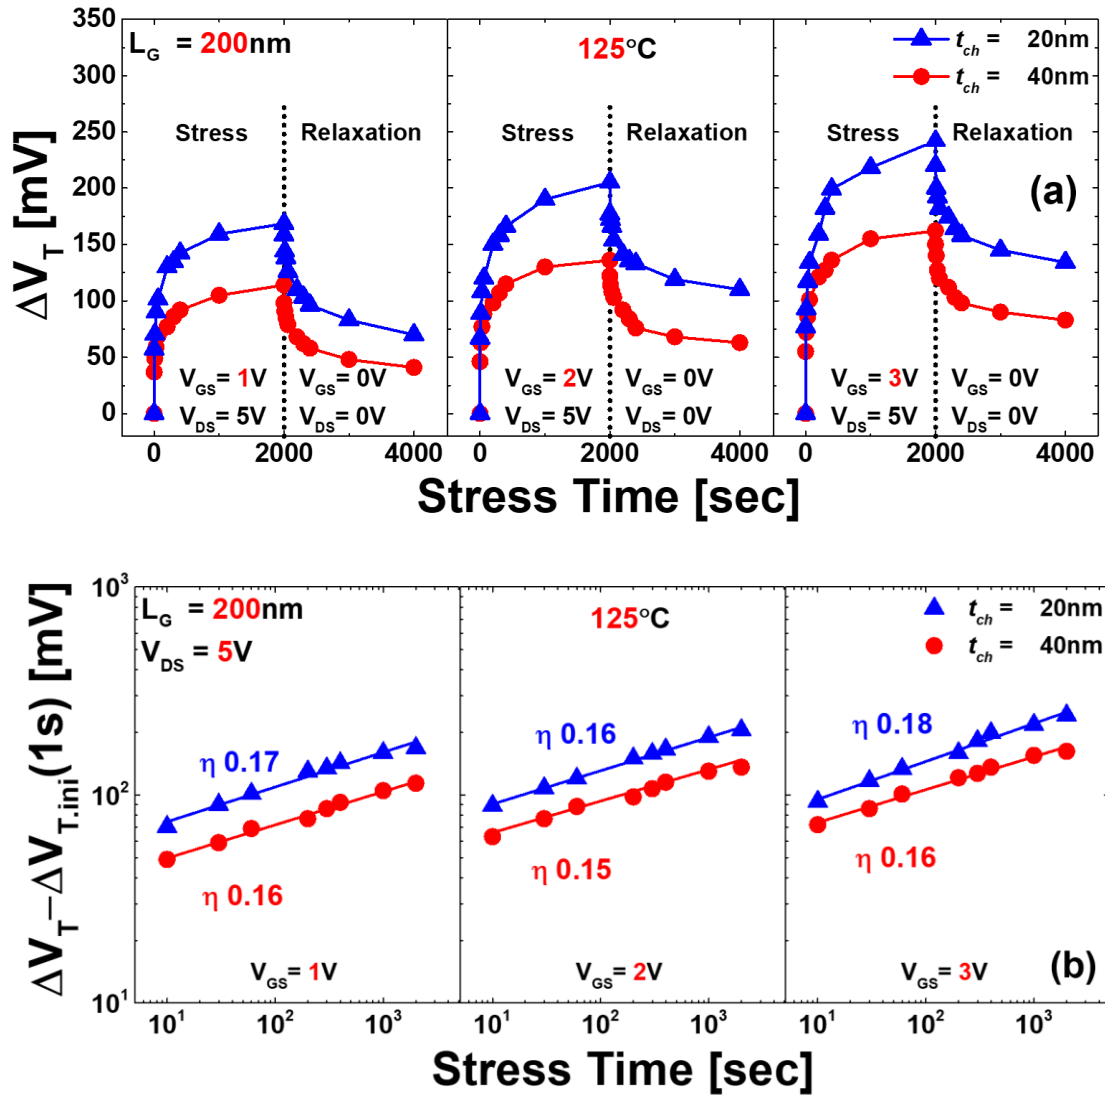 L_G = 200nm
125°C
t_ch = 20nm
t_ch = 40nm
350
300
250
200
150
100
50
0
ΔV_T [mV]
Stress
Relaxation
Stress
Relaxation
Stress
Relaxation
(a)
V_GS= 1V
V_GS= 0V
V_GS= 2V
V_GS= 0V
V_GS= 3V
V_GS= 0V
V_DS= 5V
V_DS= 0V
V_DS= 5V
V_DS= 0V
V_DS= 5V
V_DS= 0V
0 2000 4000
0 2000 4000
0 2000 4000
Stress Time [sec]
10^3
10^2
10^1
ΔV_T−ΔV_T.ini(1s) [mV]
L_G = 200nm
V_DS = 5V
125°C
t_ch = 20nm
t_ch = 40nm
η 0.17
η 0.16
η 0.18
η 0.16
η 0.15
η 0.16
V_GS= 1V
V_GS= 2V
V_GS= 3V
(b)
10^1 10^2 10^3
10^1 10^2 10^3
10^1 10^2 10^3
Stress Time [sec]